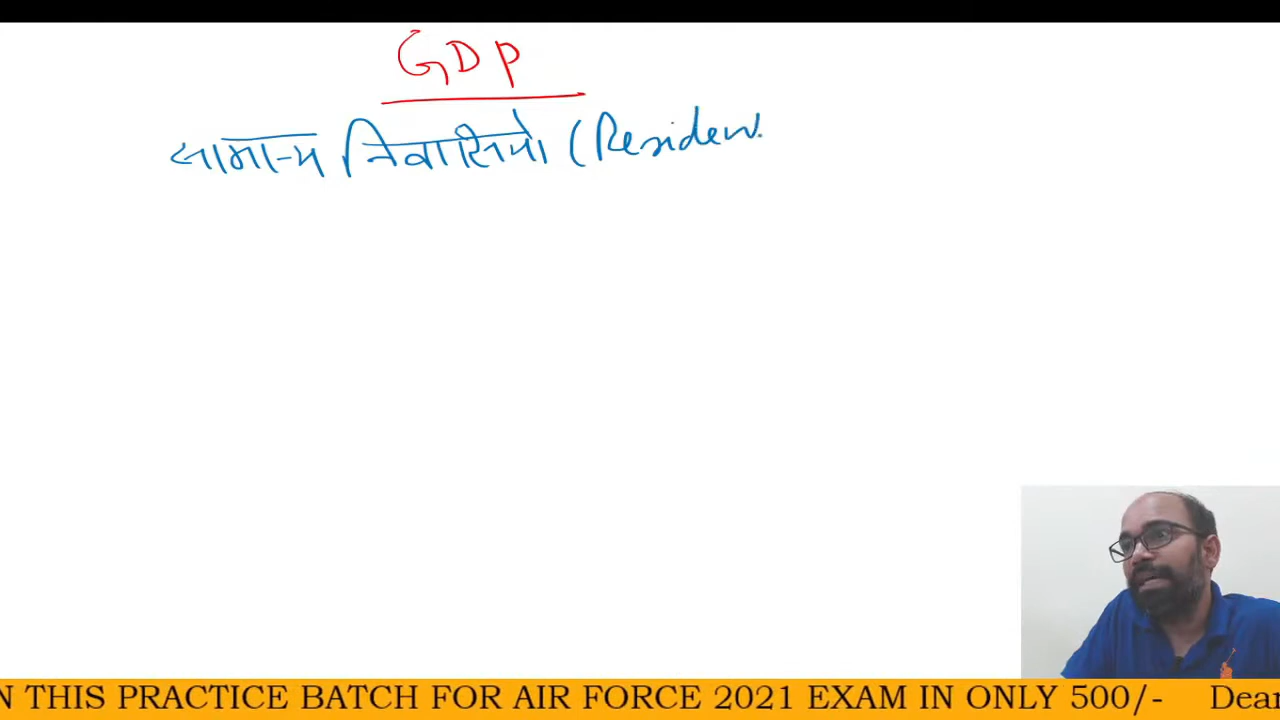 GDP
सामान्य निवासियो (Residen
N THIS PRACTICE BATCH FOR AIR FORCE 2021 EXAM IN ONLY 500/- Dear